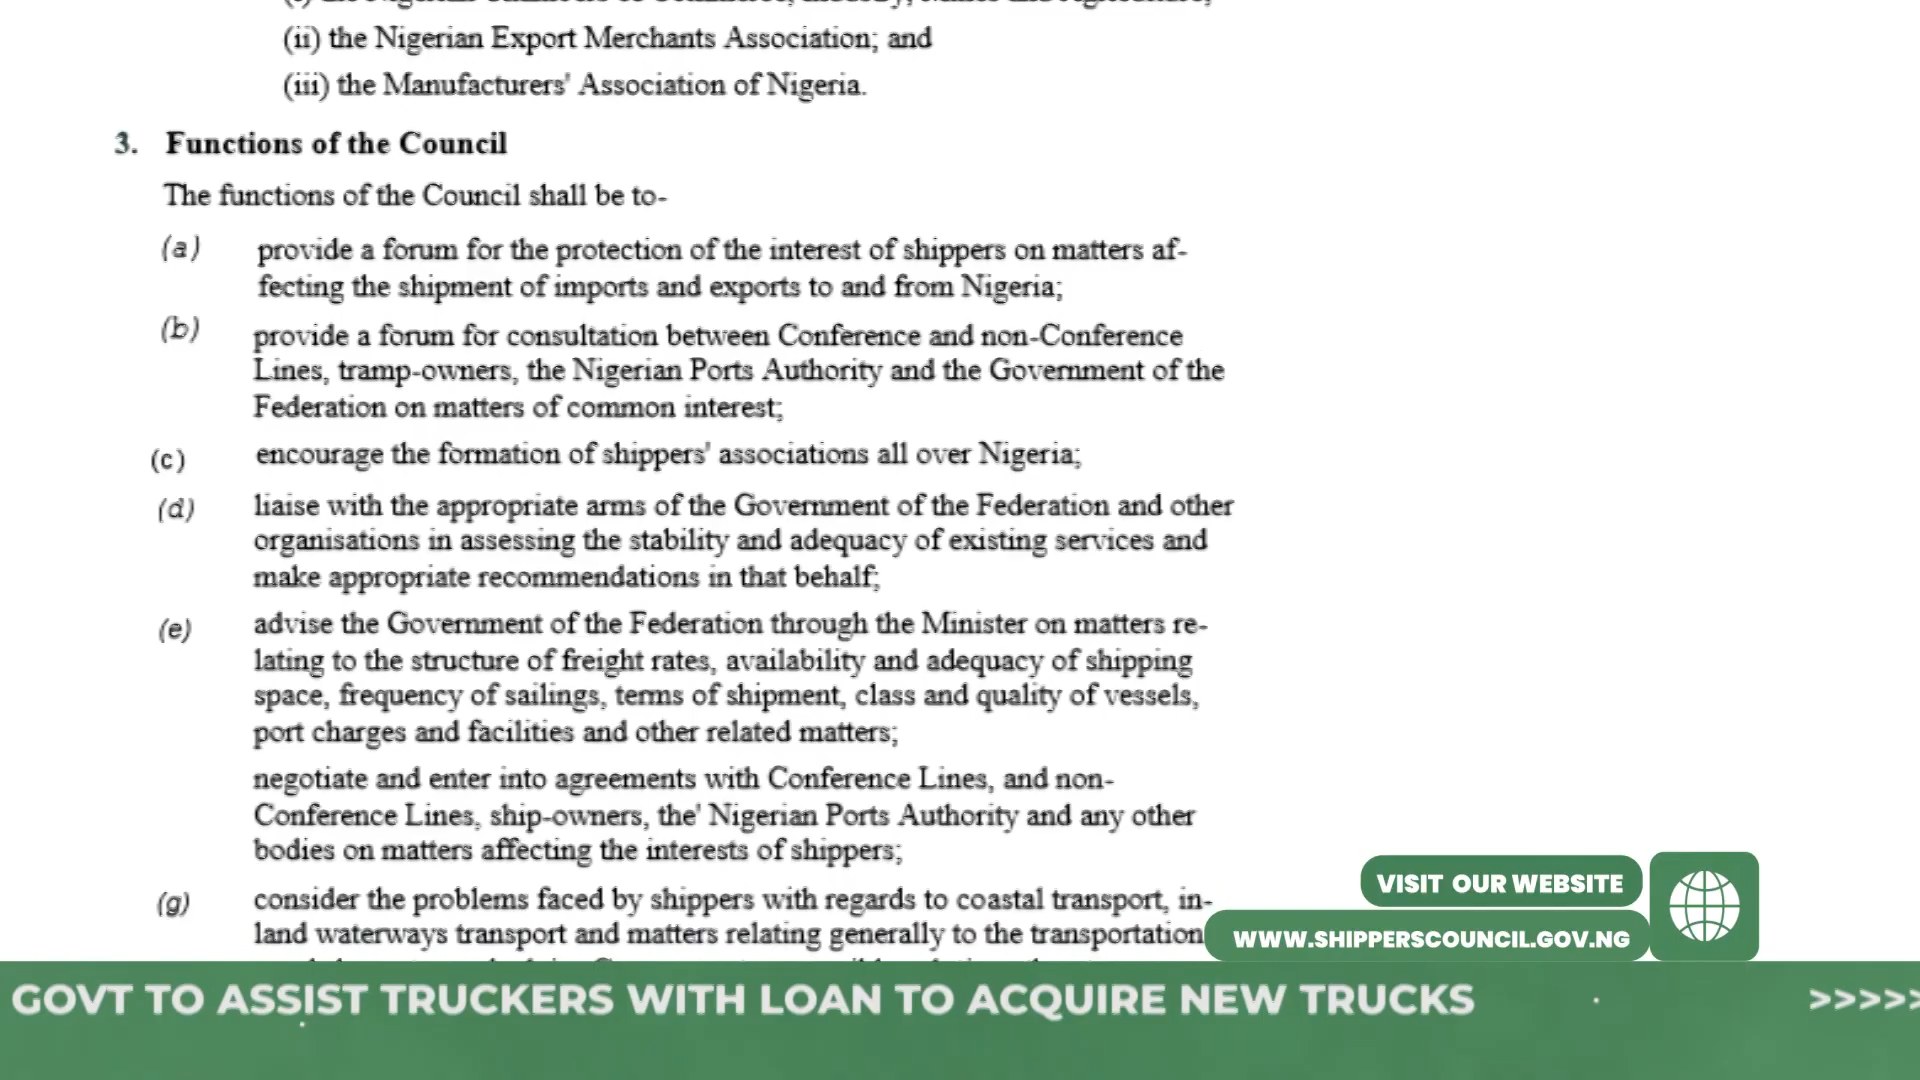 (ii) the Nigerian Export Merchants Association; and
(iii) the Manufacturers' Association of Nigeria.
3. Functions of the Council
The functions of the Council shall be to-
(a) provide a forum for the protection of the interest of shippers on matters af-
fecting the shipment of imports and exports to and from Nigeria;
(b) provide a forum for consultation between Conference and non-Conference
Lines, tramp-owners, the Nigerian Ports Authority and the Government of the
Federation on matters of common interest;
(c) encourage the formation of shippers' associations all over Nigeria;
(d) liaise with the appropriate arms of the Government of the Federation and other
organisations in assessing the stability and adequacy of existing services and
make appropriate recommendations in that behalf;
(e) advise the Government of the Federation through the Minister on matters re-
lating to the structure of freight rates, availability and adequacy of shipping
space, frequency of sailings, terms of shipment, class and quality of vessels,
port charges and facilities and other related matters;
negotiate and enter into agreements with Conference Lines, and non-
Conference Lines, ship-owners, the' Nigerian Ports Authority and any other
bodies on matters affecting the interests of shippers;
(g) consider the problems faced by shippers with regards to coastal transport, in-
land waterways transport and matters relating generally to the transportation
VISIT OUR WEBSITE
WWW.SHIPPERSCOUNCIL.GOV.NG
GOVT TO ASSIST TRUCKERS WITH LOAN TO ACQUIRE NEW TRUCKS >>>>>